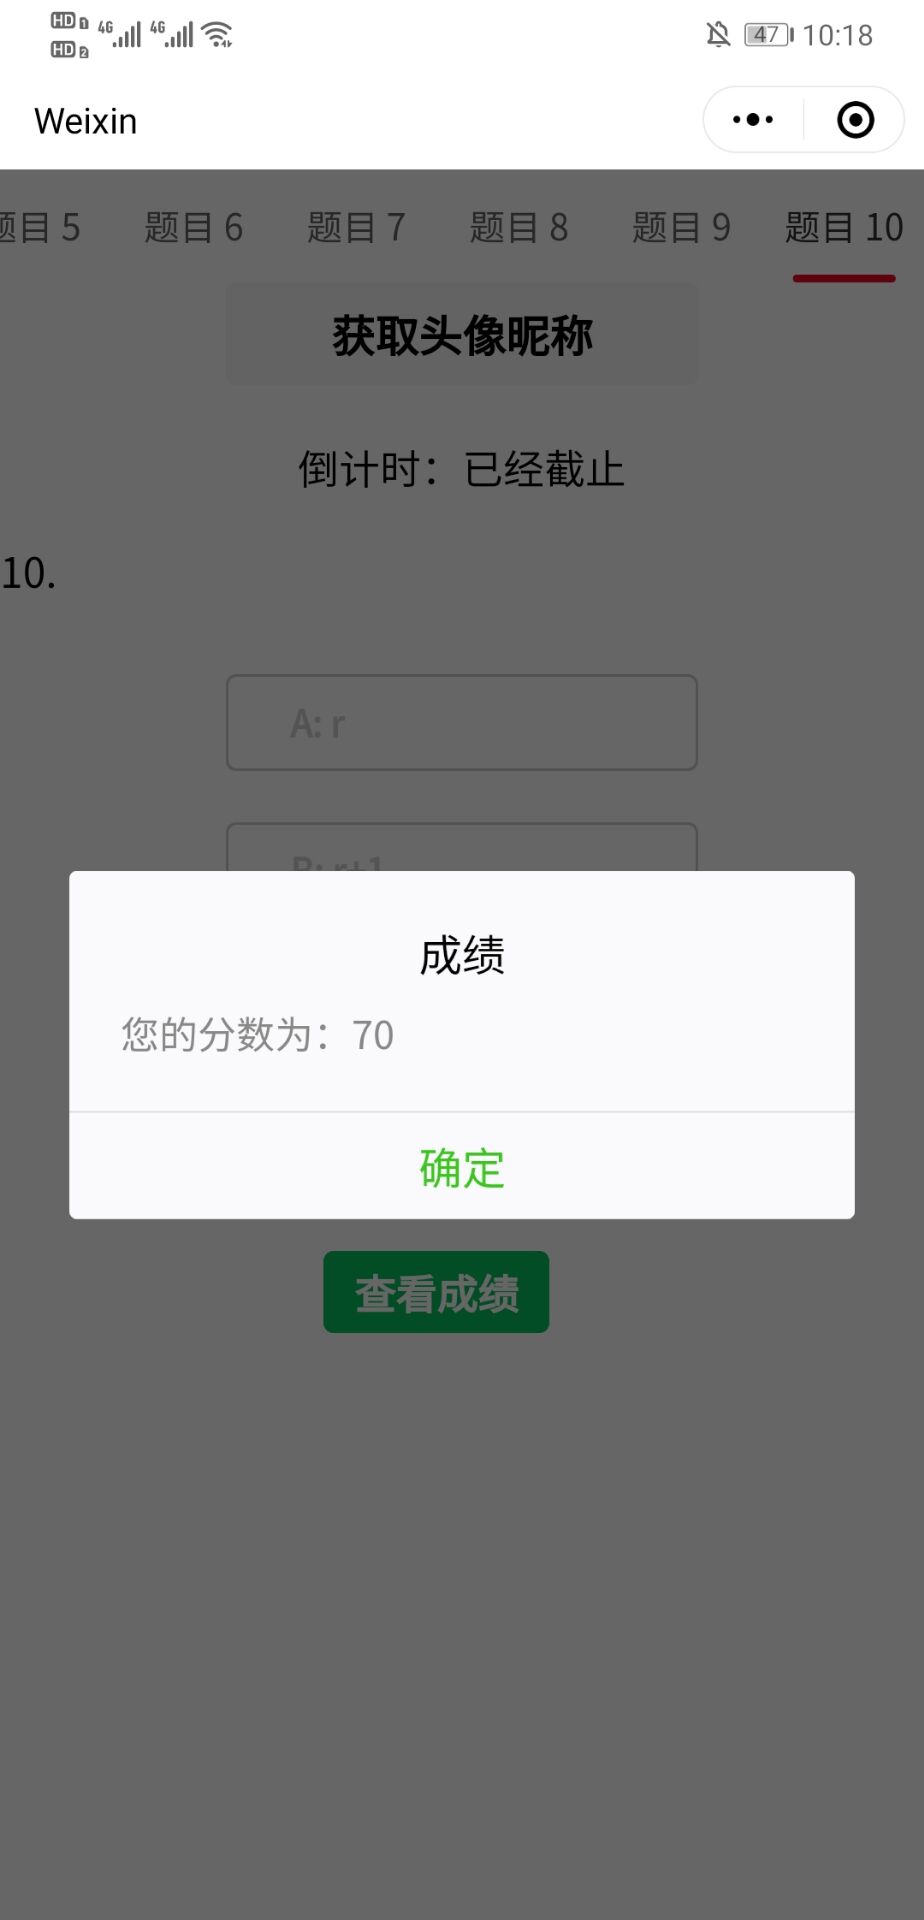 HD 1 4G 4G 47 10:18
HD 2
Weixin
题目 5 题目 6 题目 7 题目 8 题目 9 题目 10
获取头像昵称
倒计时：已经截止
10.
A: r
B: r+1
成绩
您的分数为：70
确定
查看成绩